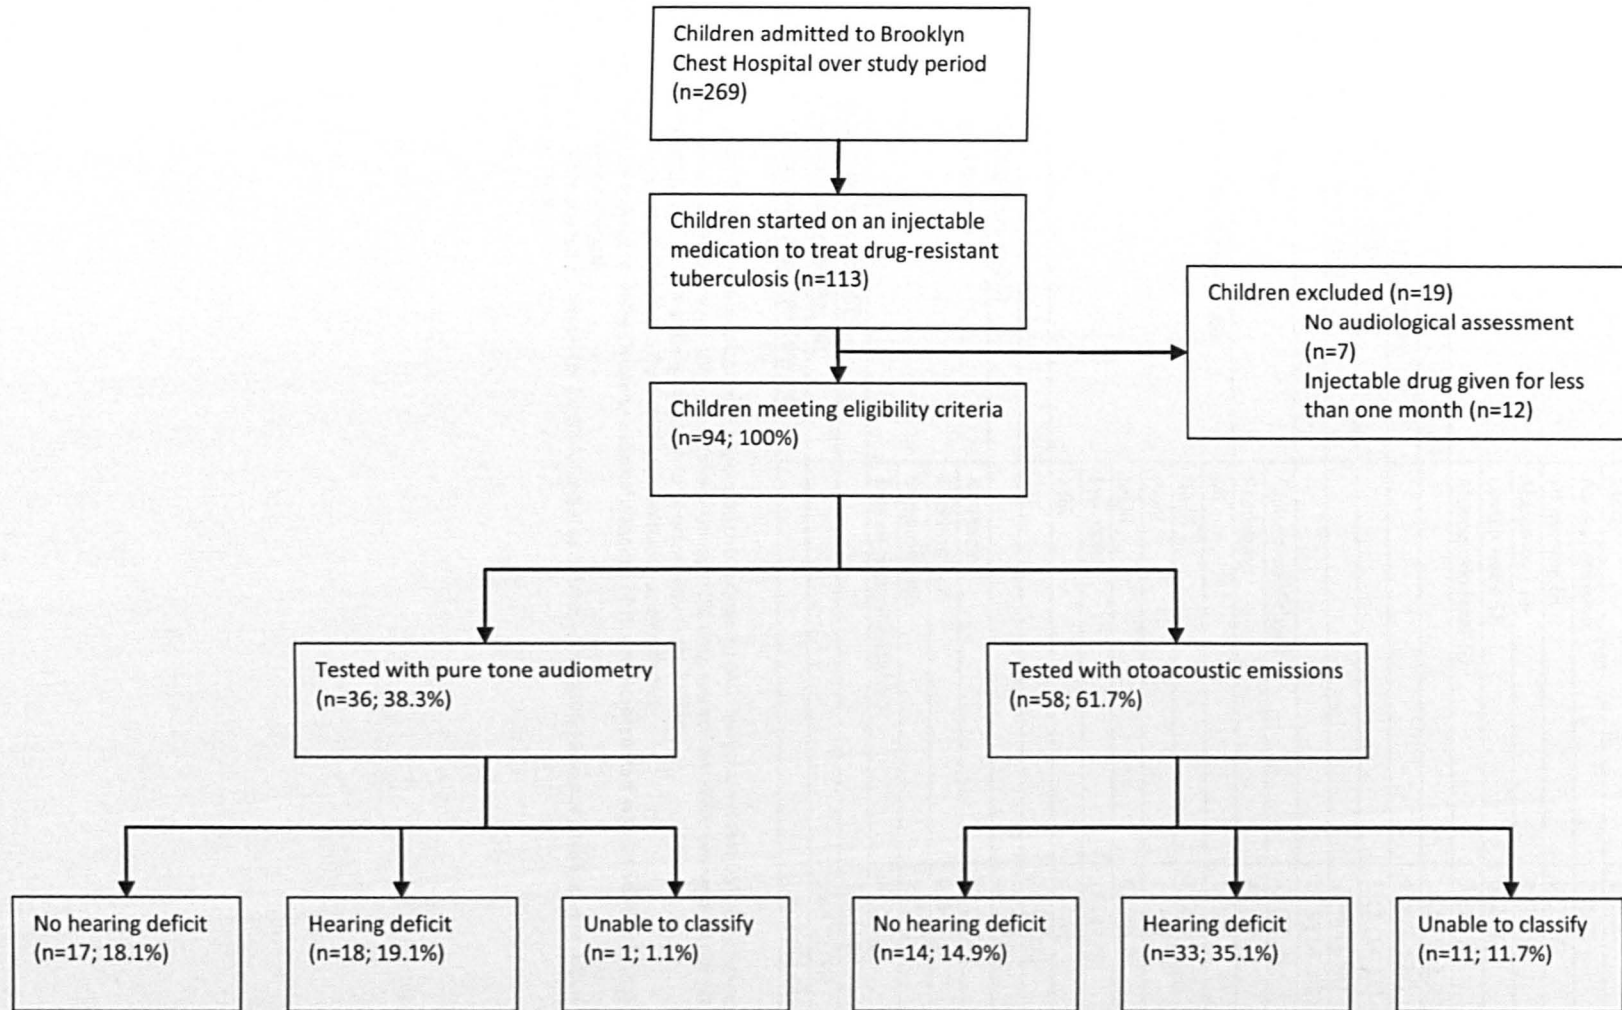 Children admitted to Brooklyn
Chest Hospital over study period
(n=269)
Children started on an injectable
medication to treat drug-resistant
tuberculosis (n=113)
Children excluded (n=19)
No audiological assessment
(n=7)
Injectable drug given for less
than one month (n=12)
Children meeting eligibility criteria
(n=94; 100%)
Tested with pure tone audiometry
(n=36; 38.3%)
Tested with otoacoustic emissions
(n=58; 61.7%)
No hearing deficit
(n=17; 18.1%)
Hearing deficit
(n=18; 19.1%)
Unable to classify
(n= 1; 1.1%)
No hearing deficit
(n=14; 14.9%)
Hearing deficit
(n=33; 35.1%)
Unable to classify
(n=11; 11.7%)